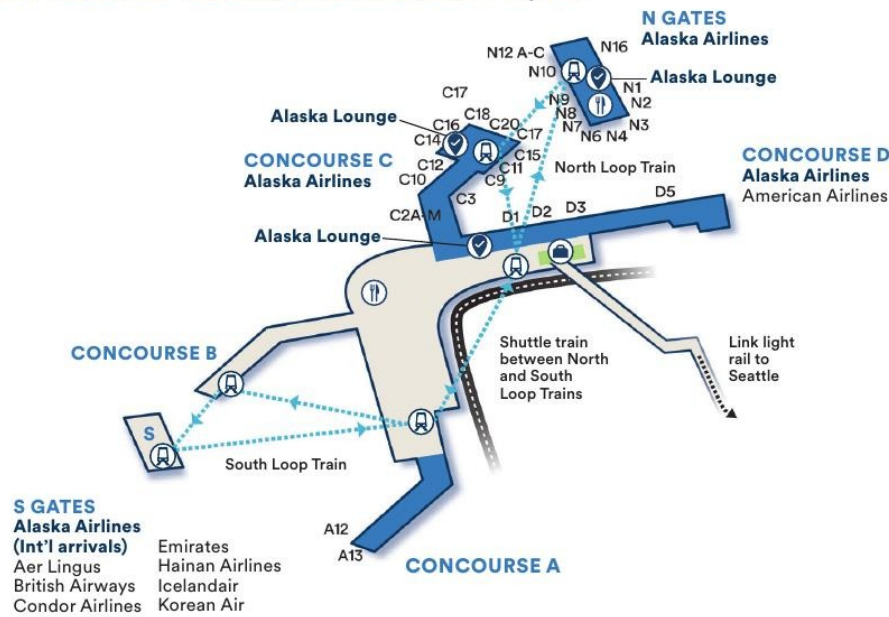 N GATES
Alaska Airlines
N12 A-C
N16
N10
Alaska Lounge
N1
N2
N9
N8
N7
N3
N6 N4
C17
Alaska Lounge
C18
C16
C20
C14
C17
CONCOURSE C
Alaska Airlines
C12
C15
C11
C10
C9
North Loop Train
CONCOURSE D
Alaska Airlines
American Airlines
D5
C3
C2A-M
D1
D2
D3
Alaska Lounge
Shuttle train
between North
and South
Loop Trains
Link light
rail to
Seattle
CONCOURSE B
S
South Loop Train
S GATES
Alaska Airlines
(Int'l arrivals)
Aer Lingus
British Airways
Condor Airlines
Emirates
Hainan Airlines
Icelandair
Korean Air
A12
A13
CONCOURSE A